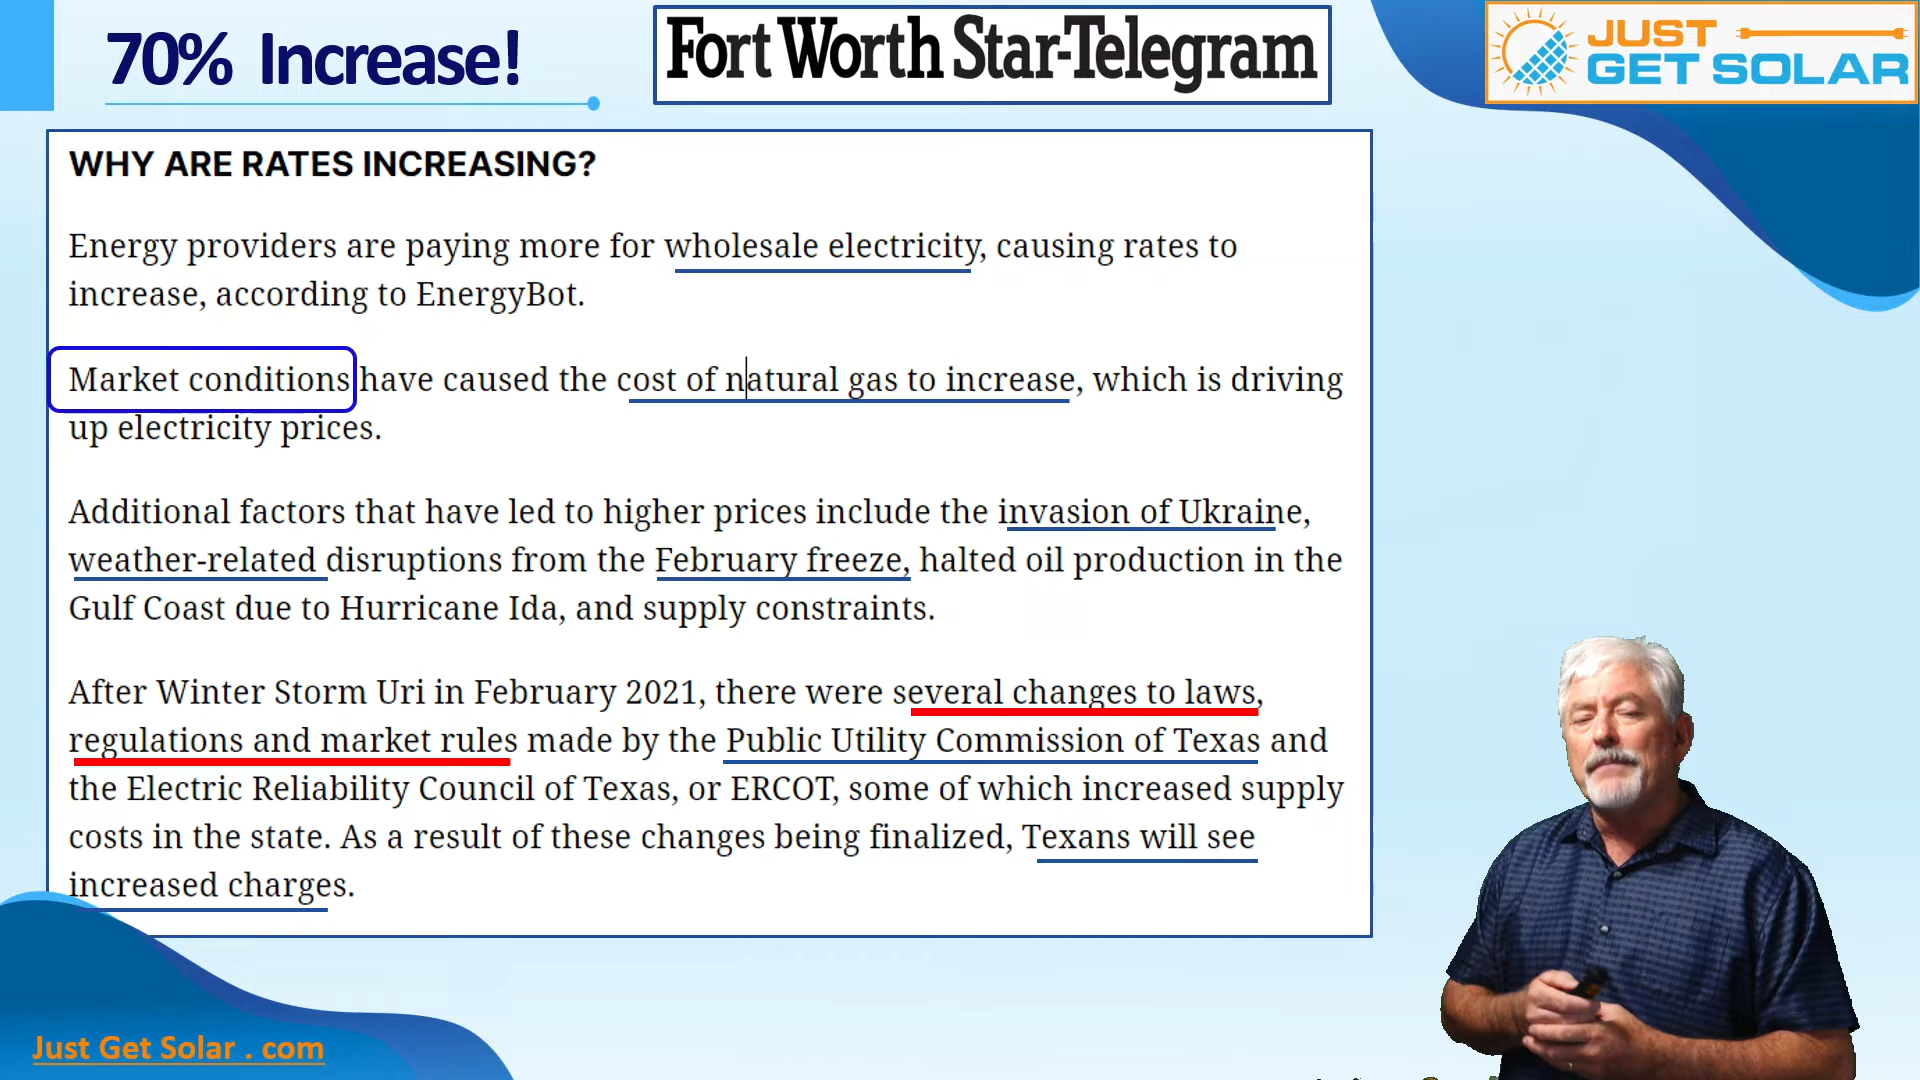 70% Increase!
Fort Worth Star-Telegram
JUST
GET SOLAR
WHY ARE RATES INCREASING?
Energy providers are paying more for wholesale electricity, causing rates to
increase, according to EnergyBot.
Market conditions have caused the cost of natural gas to increase, which is driving
up electricity prices.
Additional factors that have led to higher prices include the invasion of Ukraine,
weather-related disruptions from the February freeze, halted oil production in the
Gulf Coast due to Hurricane Ida, and supply constraints.
After Winter Storm Uri in February 2021, there were several changes to laws,
regulations and market rules made by the Public Utility Commission of Texas and
the Electric Reliability Council of Texas, or ERCOT, some of which increased supply
costs in the state. As a result of these changes being finalized, Texans will see
increased charges.
Just Get Solar . com